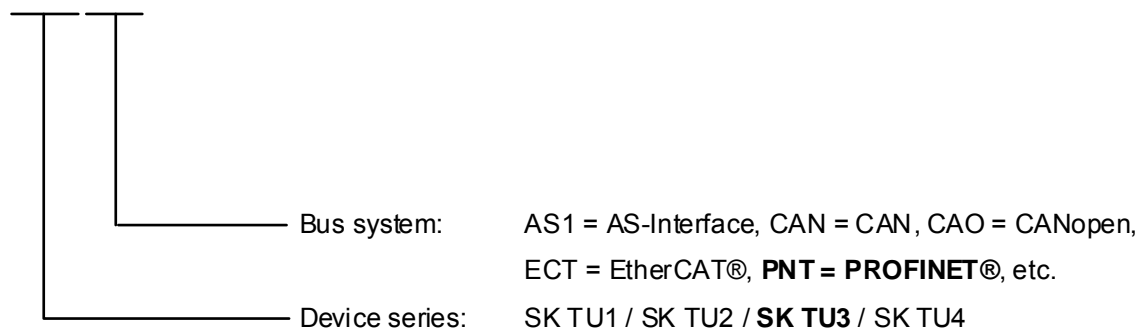 Bus system: AS1 = AS-Interface, CAN = CAN, CAO = CANopen,
ECT = EtherCAT®, PNT = PROFINET®, etc.
Device series: SK TU1 / SK TU2 / SK TU3 / SK TU4